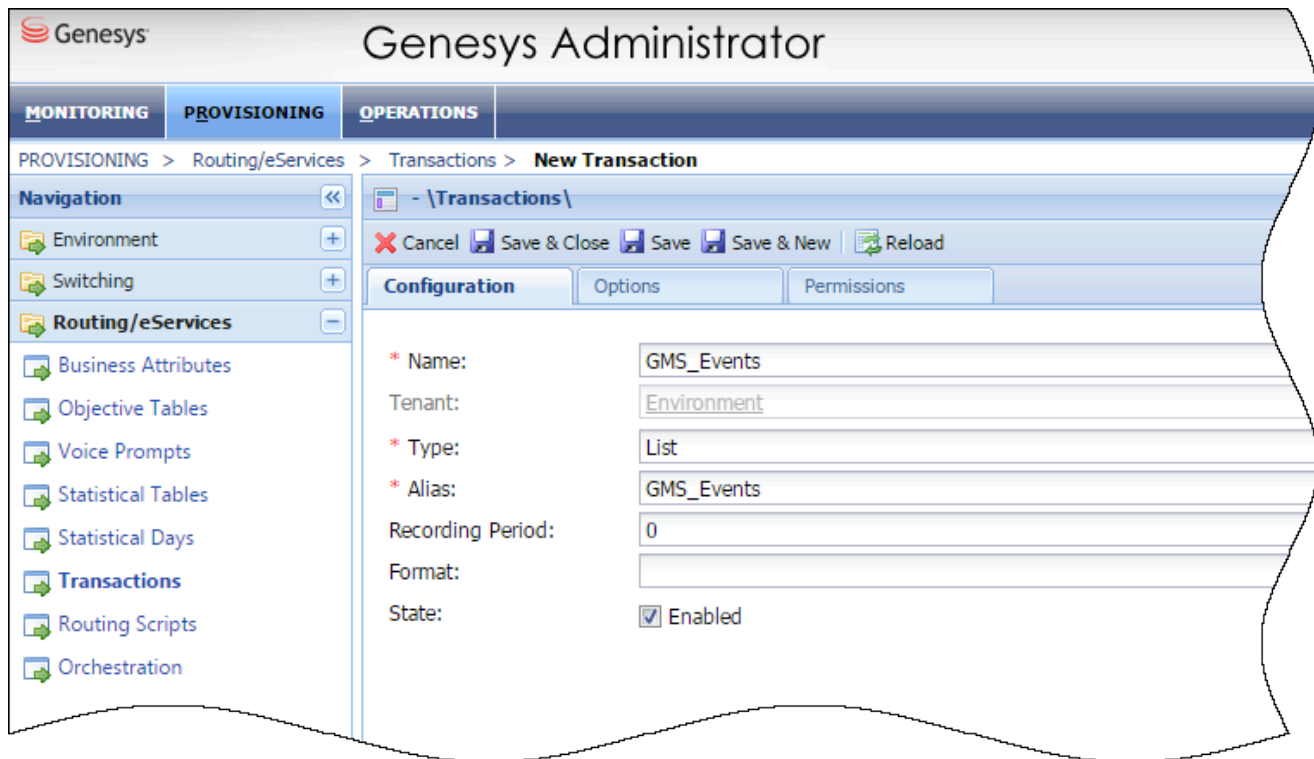 Genesys
Genesys Administrator
MONITORING PROVISIONING OPERATIONS
PROVISIONING > Routing/eServices > Transactions > New Transaction
Navigation
- \Transactions\
Environment
Cancel Save & Close Save Save & New Reload
Switching
Configuration Options Permissions
Routing/eServices
Business Attributes
Objective Tables
Voice Prompts
Statistical Tables
Statistical Days
Transactions
Routing Scripts
Orchestration
* Name: GMS_Events
Tenant: Environment
* Type: List
* Alias: GMS_Events
Recording Period: 0
Format:
State: Enabled